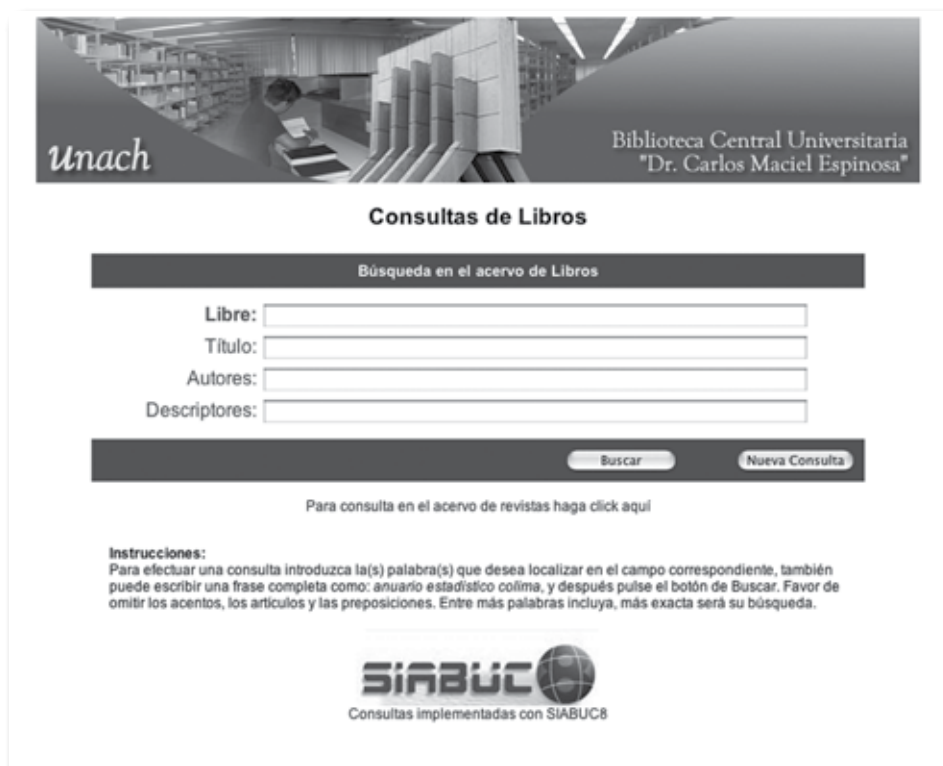 unach
Biblioteca Central Universitaria
"Dr. Carlos Maciel Espinosa"
Consultas de Libros
Búsqueda en el acervo de Libros
Libre:
Título:
Autores:
Descriptores:
Buscar
Nueva Consulta
Para consulta en el acervo de revistas haga click aquí
Instrucciones:
Para efectuar una consulta introduzca la(s) palabra(s) que desea localizar en el campo correspondiente, también
puede escribir una frase completa como: anuario estadístico colima, y después pulse el botón de Buscar. Favor de
omitir los acentos, los artículos y las preposiciones. Entre más palabras incluya, más exacta será su búsqueda.
SIABUC
Consultas implementadas con SIABUC8